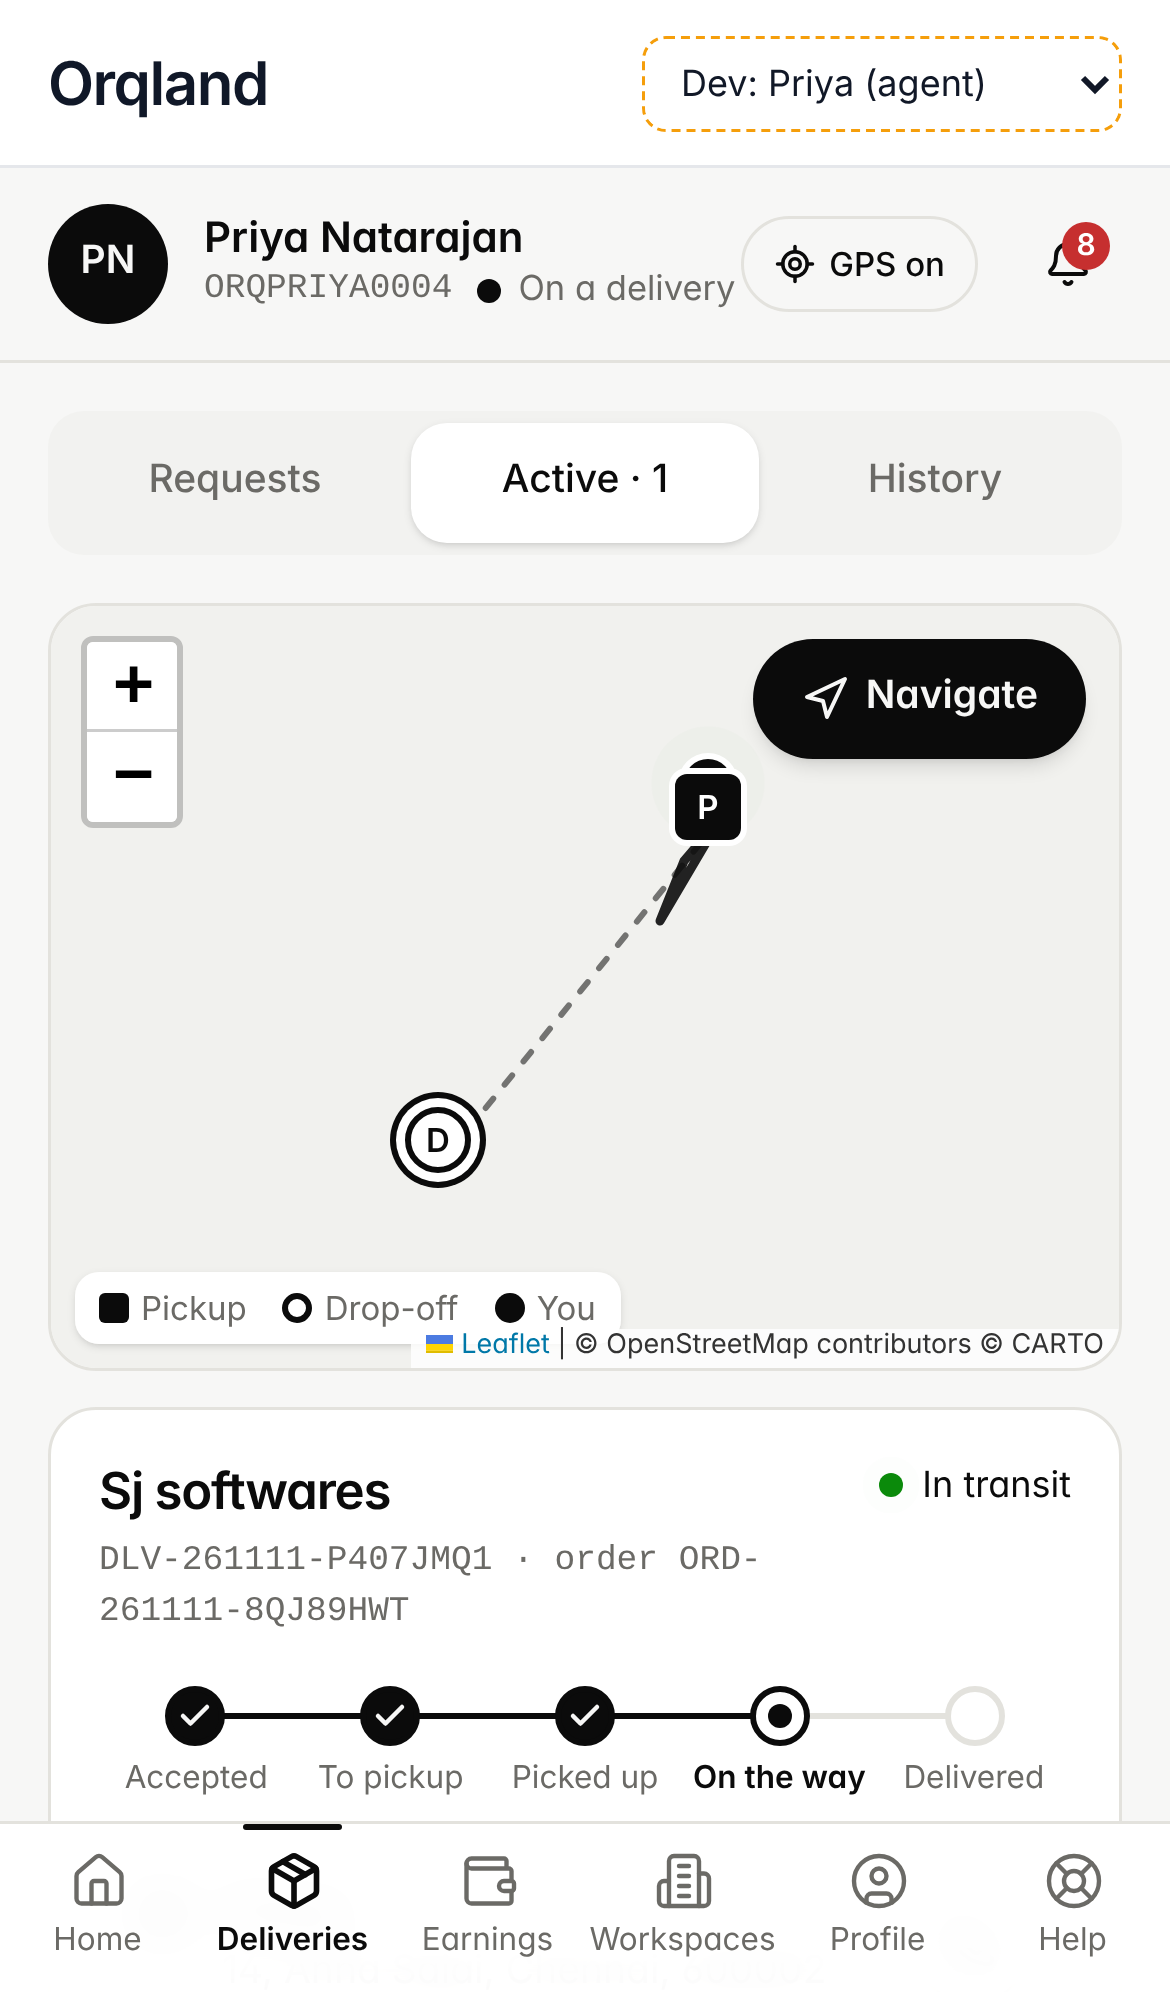 Orqland
Dev: Priya (agent)
PN
Priya Natarajan
ORQPRIYA0004
On a delivery
GPS on
8
Requests
Active · 1
History
+
−
Navigate
P
D
Pickup
Drop-off
You
Leaflet | © OpenStreetMap contributors © CARTO
Sj softwares
In transit
DLV-261111-P407JMQ1 · order ORD-
261111-8QJ89HWT
Accepted
To pickup
Picked up
On the way
Delivered
Home
Deliveries
Earnings
Workspaces
Profile
Help